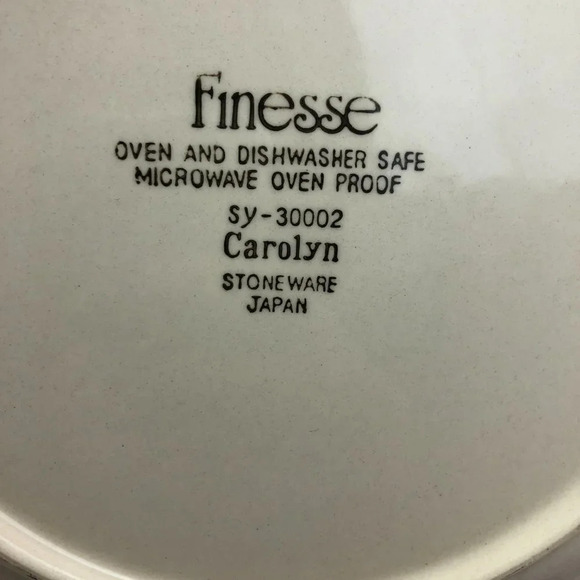 Finesse
OVEN AND DISHWASHER SAFE
MICROWAVE OVEN PROOF
SY-30002
Carolyn
STONEWARE
JAPAN